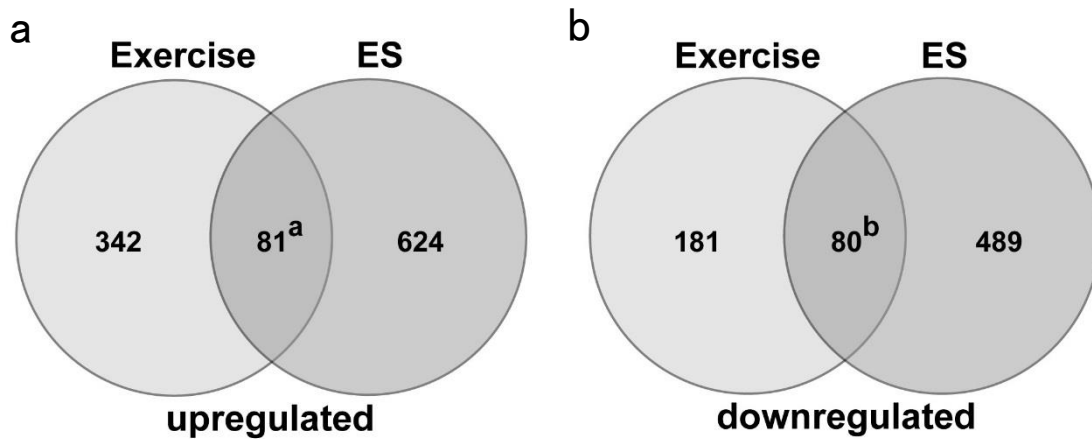 a
Exercise ES
342 81a 624
upregulated
b
Exercise ES
181 80b 489
downregulated